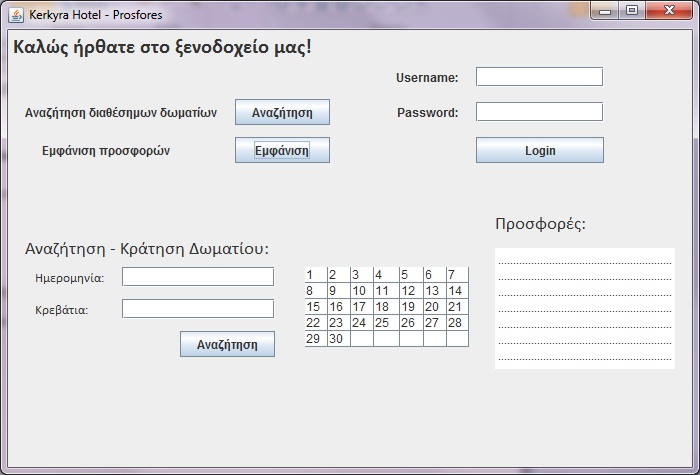 Kerkyra Hotel - Prosfores
Καλώς ήρθατε στο ξενοδοχείο μας!
Username:
Αναζήτηση διαθέσημων δωματίων Αναζήτηση Password:
Εμφάνιση προσφορών Εμφάνιση Login
Προσφορές:
Αναζήτηση - Κράτηση Δωματίου:
Ημερομηνία:
Κρεβάτια:
Αναζήτηση
1 2 3 4 5 6 7
8 9 10 11 12 13 14
15 16 17 18 19 20 21
22 23 24 25 26 27 28
29 30